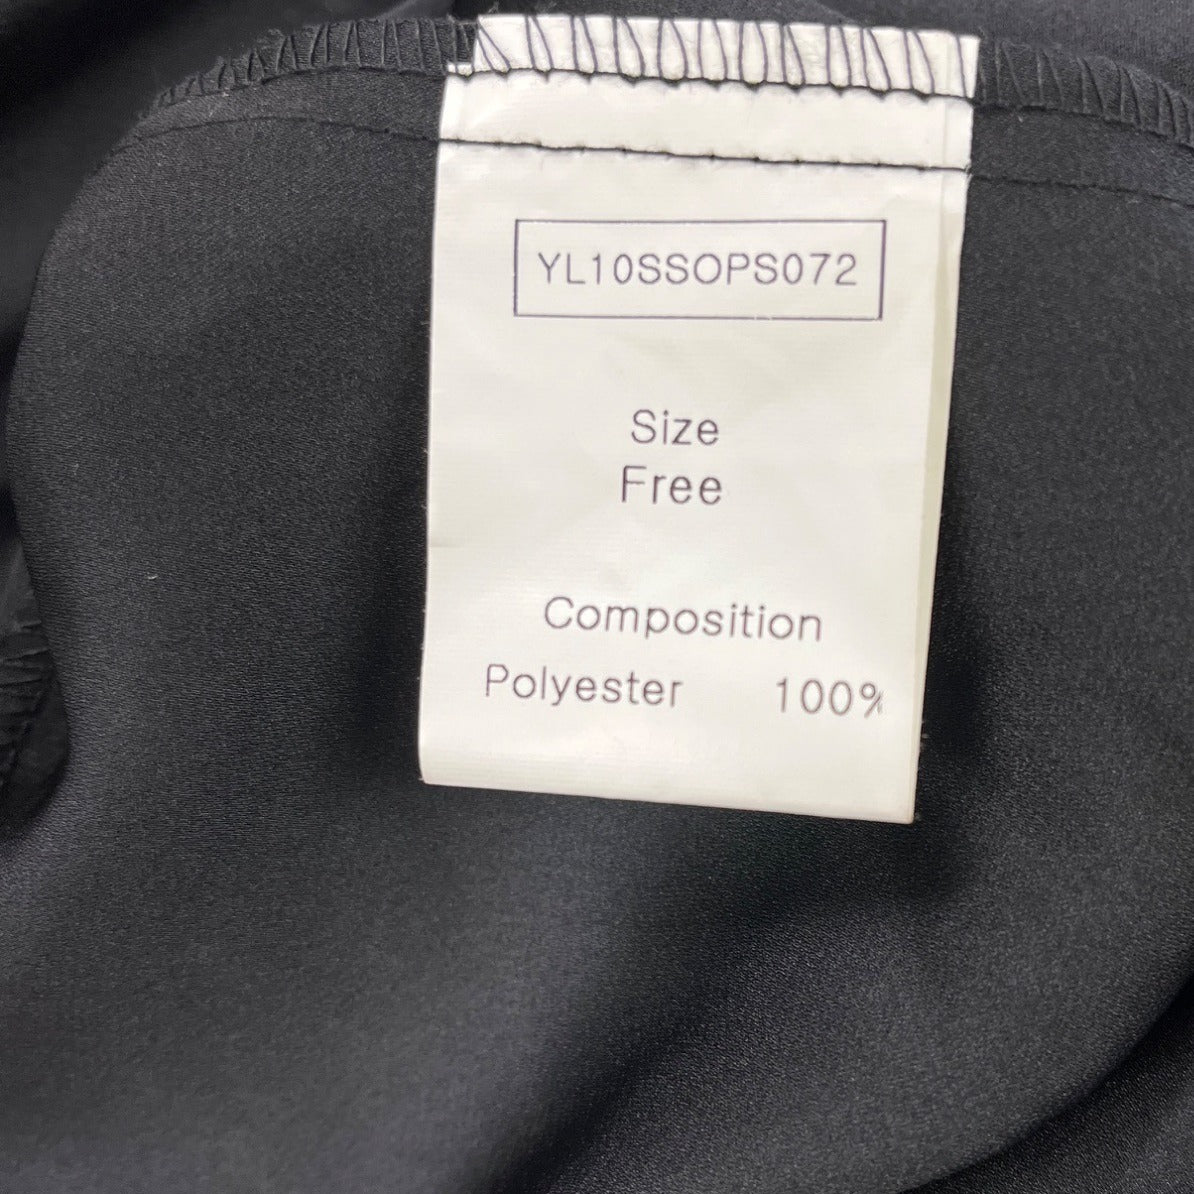 YL10SSOPS072
Size
Free
Composition
Polyester 100%